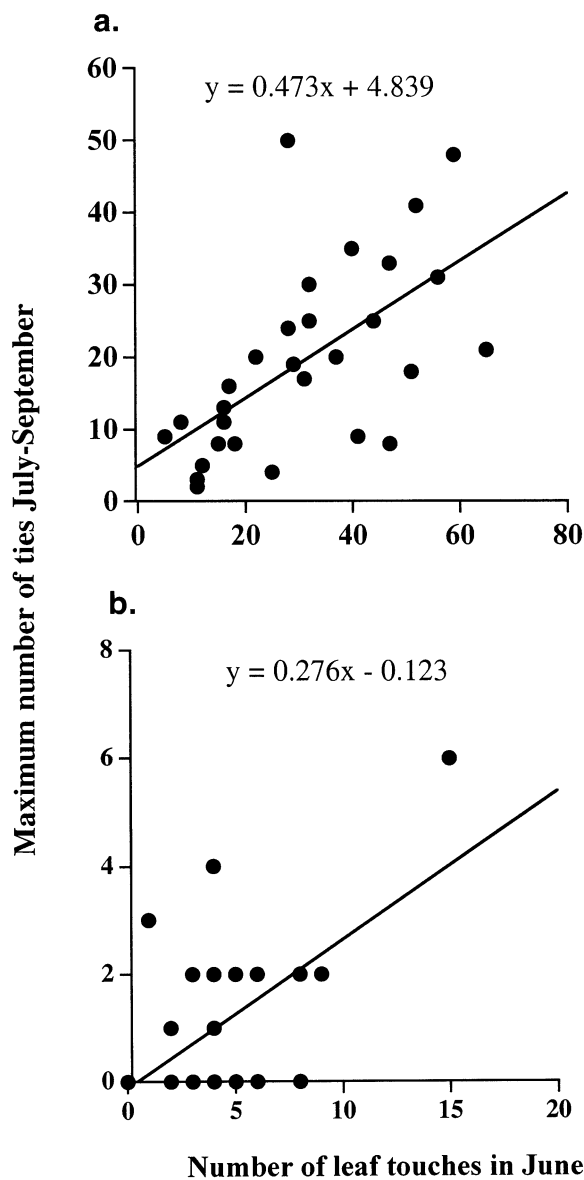 a.
y = 0.473x + 4.839
60
50
40
30
20
10
0
0 20 40 60 80
Maximum number of ties July-September
b.
y = 0.276x - 0.123
8
6
4
2
0
0 5 10 15 20
Number of leaf touches in June